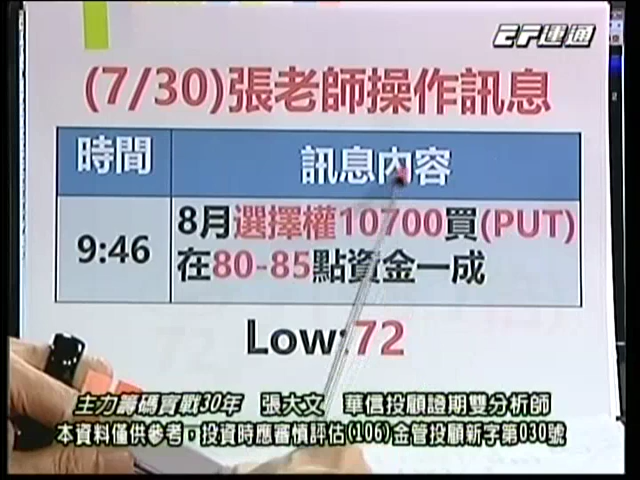 EF運通
(7/30)張老師操作訊息
時間
訊息內容
9:46
8月選擇權10700買(PUT)
在80-85點資金一成
Low:72
主力籌碼實戰30年 張大文 華信投顧證期雙分析師
本資料僅供參考，投資時應審慎評估(106)金管投顧新字第030號